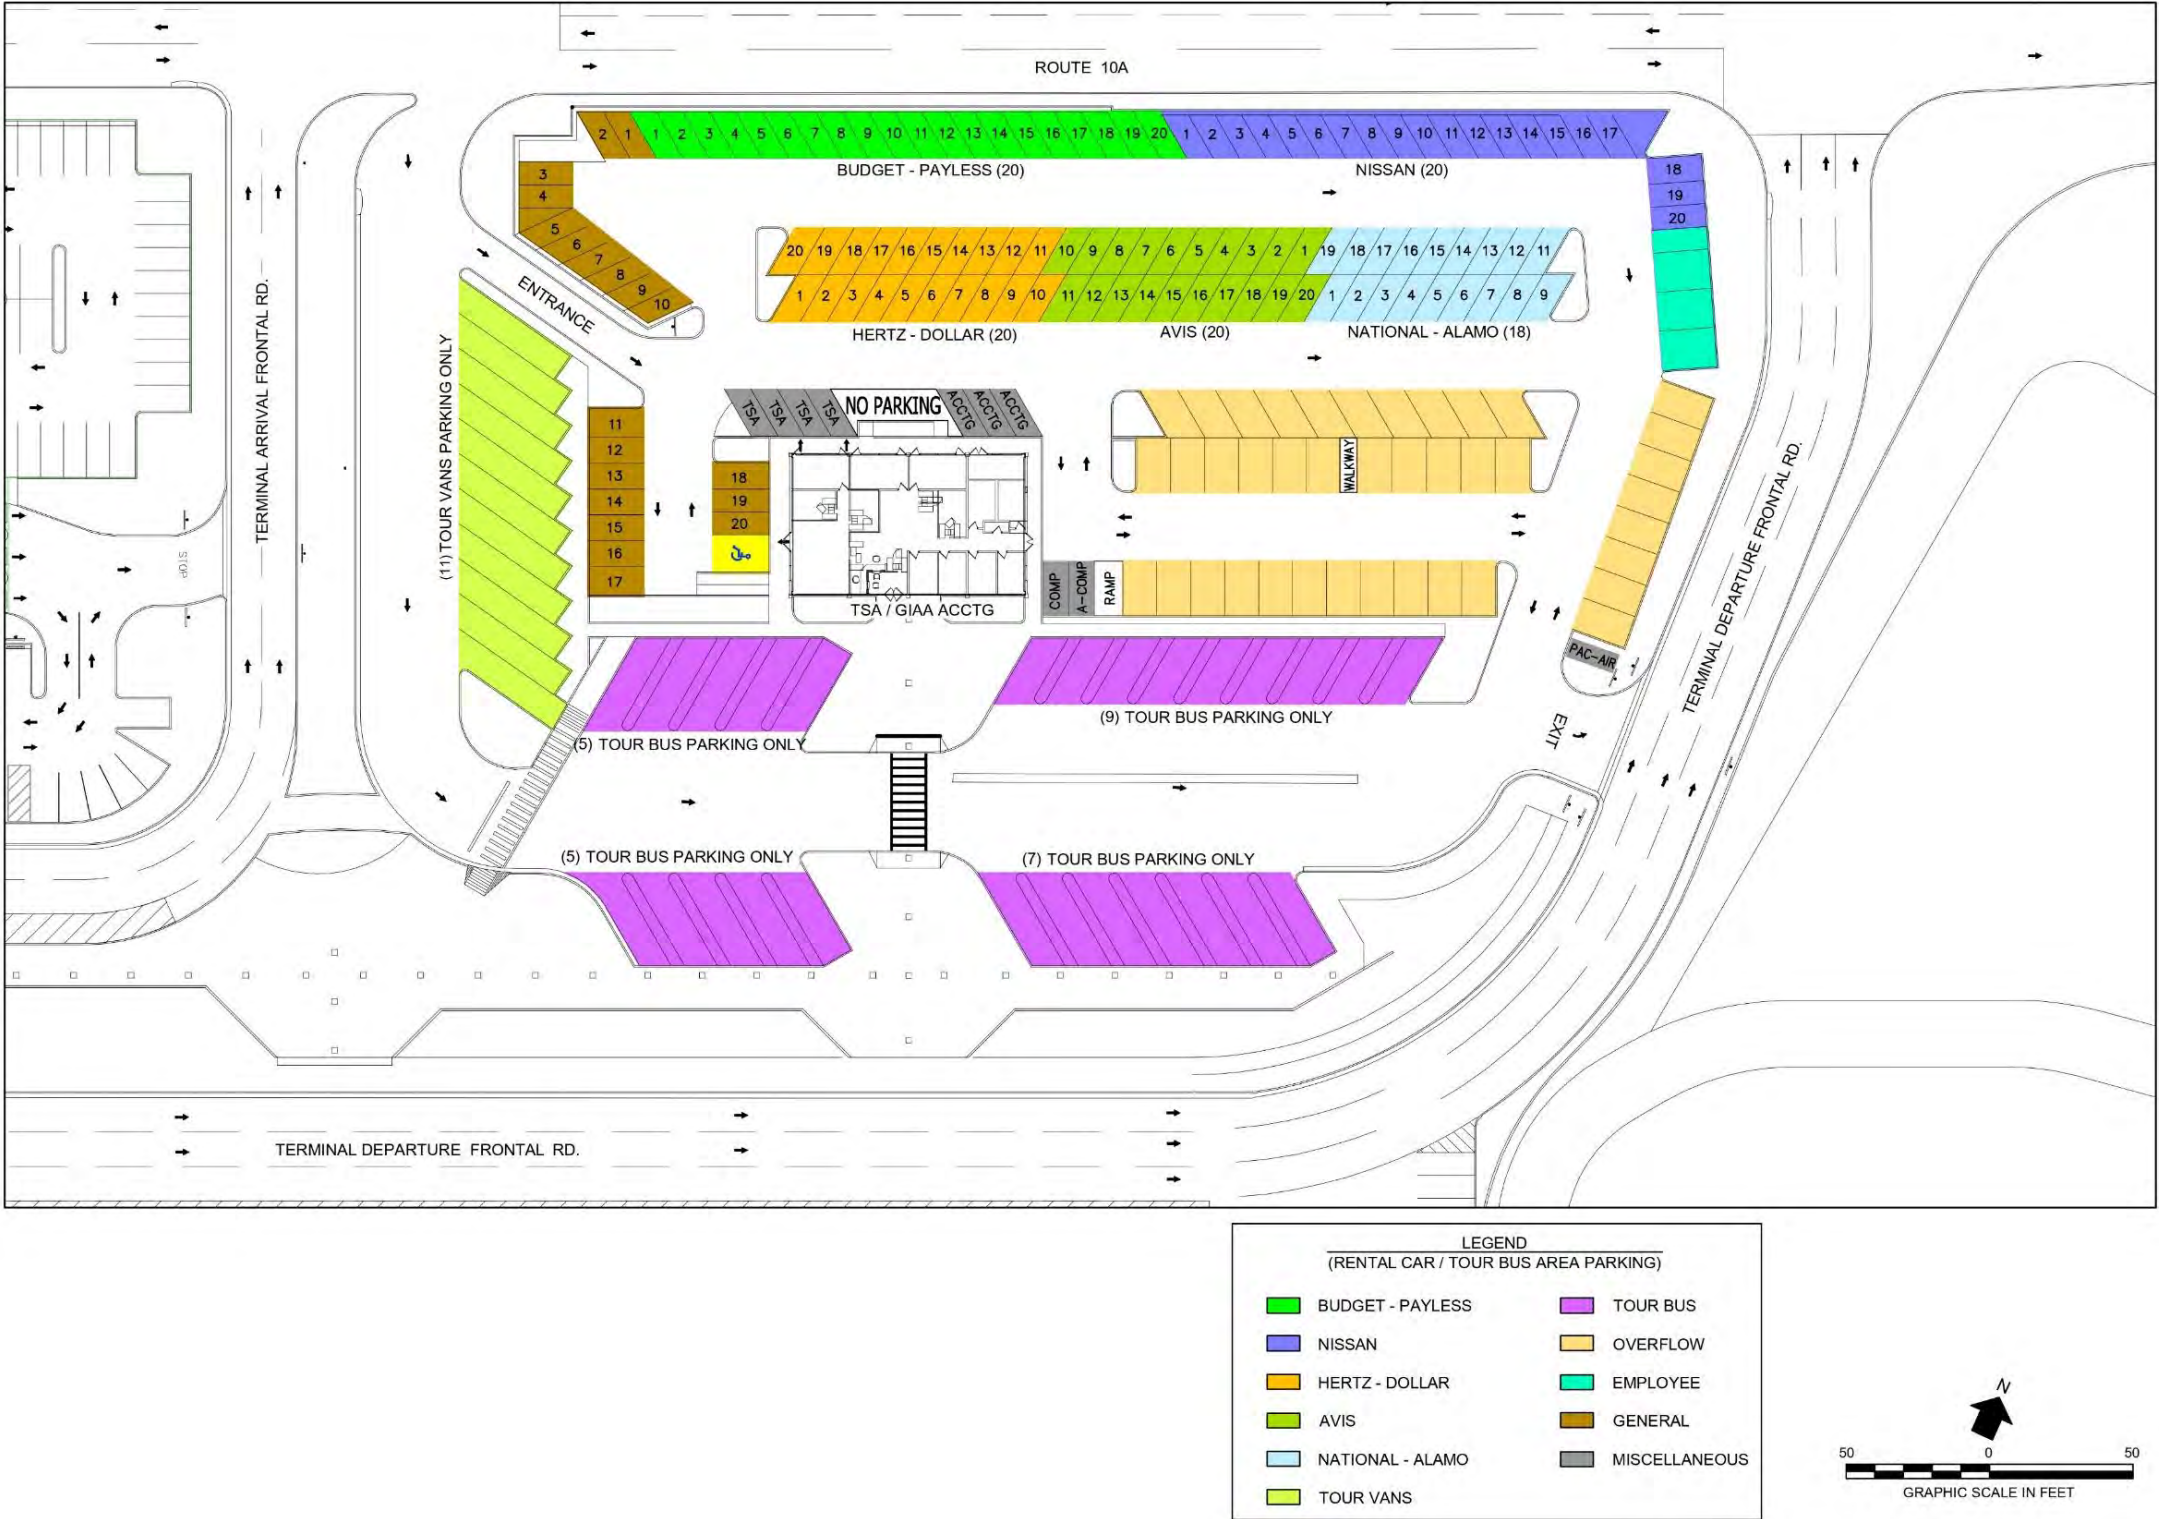 ROUTE 10A
2 1 1 2 3 4 5 6 7 8 9 10 11 12 13 14 15 16 17 18 19 20 1 2 3 4 5 6 7 8 9 10 11 12 13 14 15 16 17
BUDGET - PAYLESS (20)
NISSAN (20)
18
19
20
3
4
5
6
7
8
9
10
ENTRANCE
20 19 18 17 16 15 14 13 12 11 10 9 8 7 6 5 4 3 2 1 19 18 17 16 15 14 13 12 11
1 2 3 4 5 6 7 8 9 10 11 12 13 14 15 16 17 18 19 20 1 2 3 4 5 6 7 8 9
HERTZ - DOLLAR (20)
AVIS (20)
NATIONAL - ALAMO (18)
TERMINAL ARRIVAL FRONTAL RD.
(11) TOUR VANS PARKING ONLY
STOP
11
12
13
14
15
16
17
18
19
20
TSA TSA TSA TSA
NO PARKING
ACCTG ACCTG ACCTG
TSA / GIAA ACCTG
WALKWAY
COMP
A-COMP
RAMP
PAC-AIR
TERMINAL DEPARTURE FRONTAL RD.
EXIT
(5) TOUR BUS PARKING ONLY
(9) TOUR BUS PARKING ONLY
(5) TOUR BUS PARKING ONLY
(7) TOUR BUS PARKING ONLY
TERMINAL DEPARTURE FRONTAL RD.
LEGEND
(RENTAL CAR / TOUR BUS AREA PARKING)
BUDGET - PAYLESS
NISSAN
HERTZ - DOLLAR
AVIS
NATIONAL - ALAMO
TOUR VANS
TOUR BUS
OVERFLOW
EMPLOYEE
GENERAL
MISCELLANEOUS
N
50 0 50
GRAPHIC SCALE IN FEET